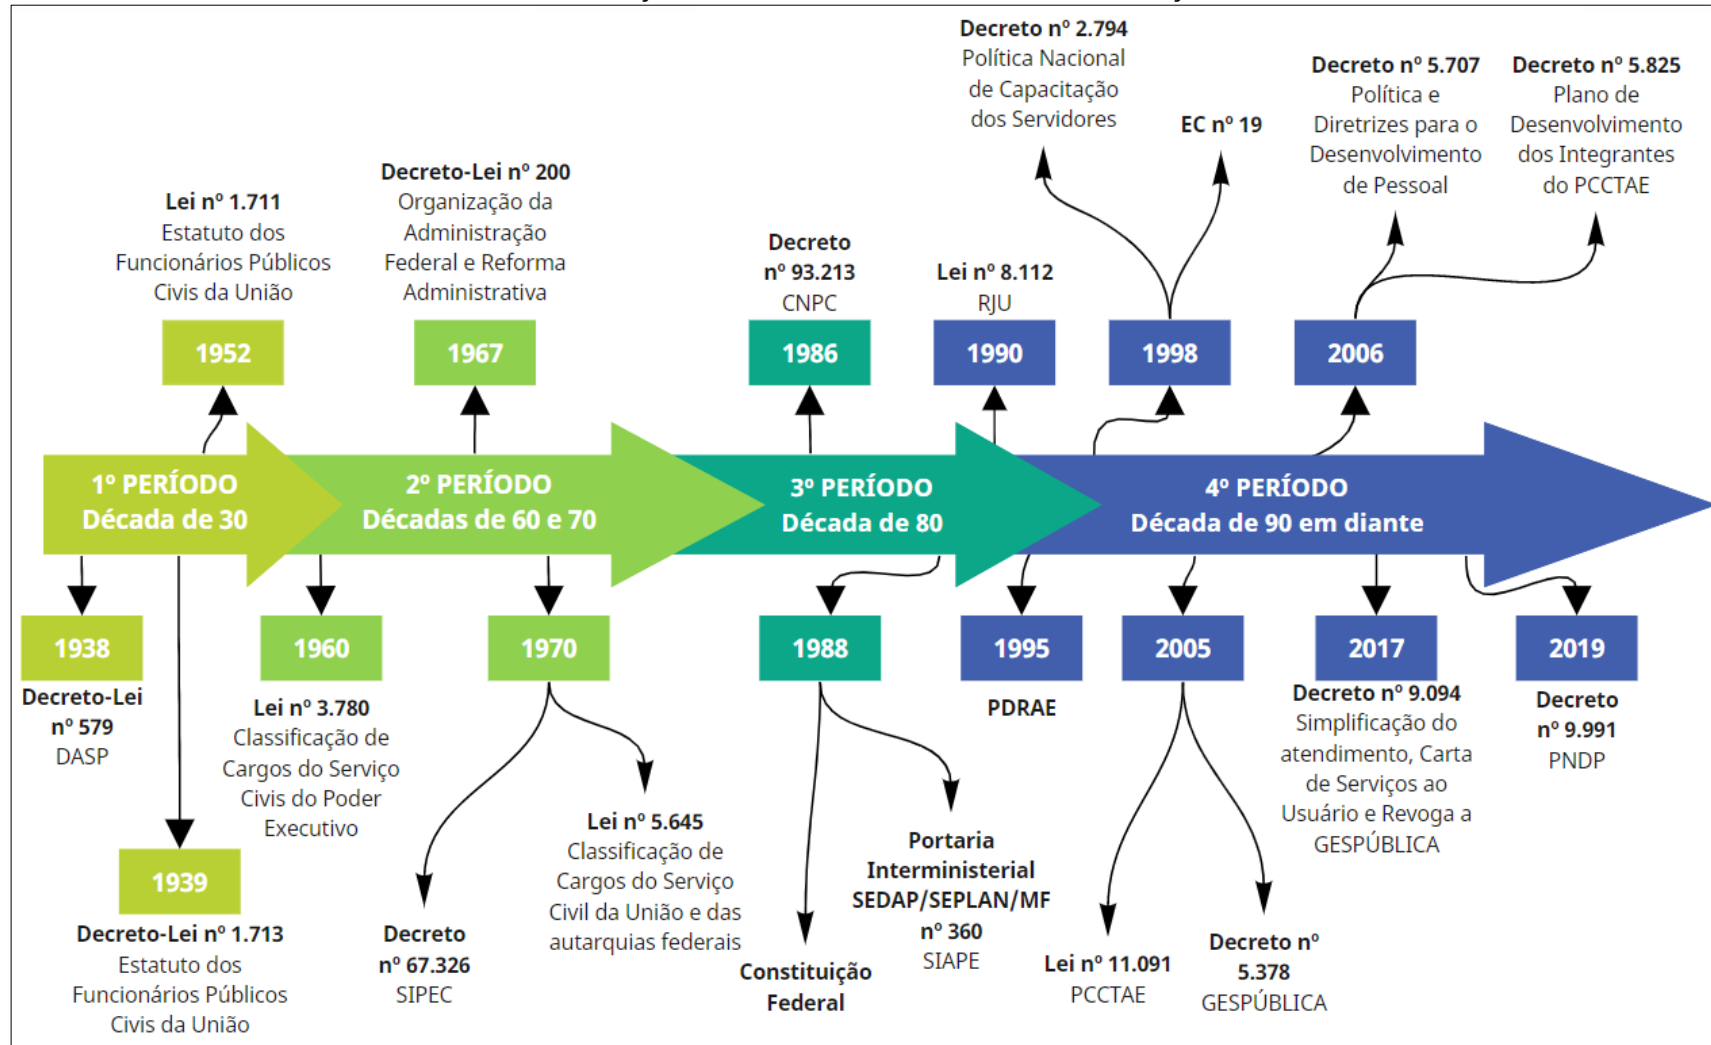 Decreto nº 2.794
Política Nacional
de Capacitação
dos Servidores
EC nº 19
Decreto nº 5.707
Política e
Diretrizes para o
Desenvolvimento
de Pessoal
Decreto nº 5.825
Plano de
Desenvolvimento
dos Integrantes
do PCCTAE
Lei nº 1.711
Estatuto dos
Funcionários Públicos
Civis da União
Decreto-Lei nº 200
Organização da
Administração
Federal e Reforma
Administrativa
Decreto
nº 93.213
CNPC
Lei nº 8.112
RJU
1952
1967
1986
1990
1998
2006
1º PERÍODO
Década de 30
2º PERÍODO
Décadas de 60 e 70
3º PERÍODO
Década de 80
4º PERÍODO
Década de 90 em diante
1938
Decreto-Lei
nº 579
DASP
1960
Lei nº 3.780
Classificação de
Cargos do Serviço
Civis do Poder
Executivo
1970
1988
1995
PDRAE
2005
2017
Decreto nº 9.094
Simplificação do
atendimento, Carta
de Serviços ao
Usuário e Revoga a
GESPÚBLICA
2019
Decreto
nº 9.991
PNDP
1939
Decreto-Lei nº 1.713
Estatuto dos
Funcionários Públicos
Civis da União
Decreto
nº 67.326
SIPEC
Lei nº 5.645
Classificação de
Cargos do Serviço
Civil da União e das
autarquias federais
Constituição
Federal
Portaria
Interministerial
SEDAP/SEPLAN/MF
nº 360
SIAPE
Lei nº 11.091
PCCTAE
Decreto nº
5.378
GESPÚBLICA